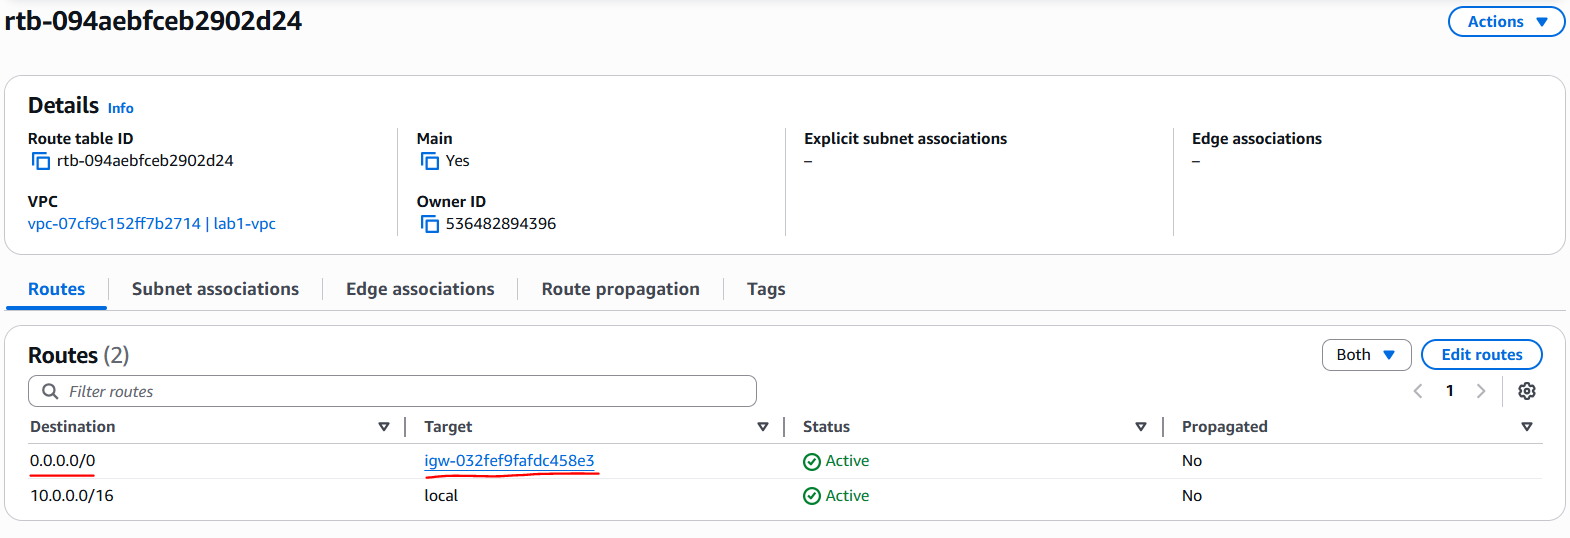 rtb-094aebfceb2902d24
Actions
Details Info
Route table ID
rtb-094aebfceb2902d24
Main
Yes
Explicit subnet associations
–
Edge associations
–
VPC
vpc-07cf9c152ff7b2714 | lab1-vpc
Owner ID
536482894396
Routes Subnet associations Edge associations Route propagation Tags
Routes (2)
Both Edit routes
Filter routes
1
Destination Target Status Propagated
0.0.0.0/0 igw-032fef9fafdc458e3 Active No
10.0.0.0/16 local Active No